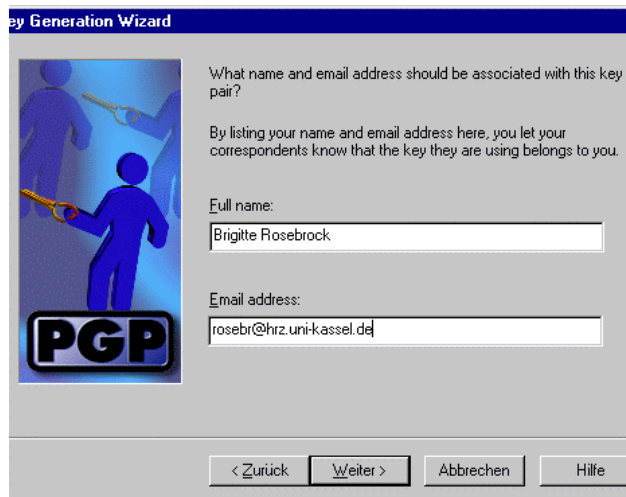 ey Generation Wizard
What name and email address should be associated with this key
pair?
By listing your name and email address here, you let your
correspondents know that the key they are using belongs to you.
Full name:
Brigitte Rosebrock
Email address:
rosebr@hrz.uni-kassel.de
PGP
< Zurück
Weiter >
Abbrechen
Hilfe